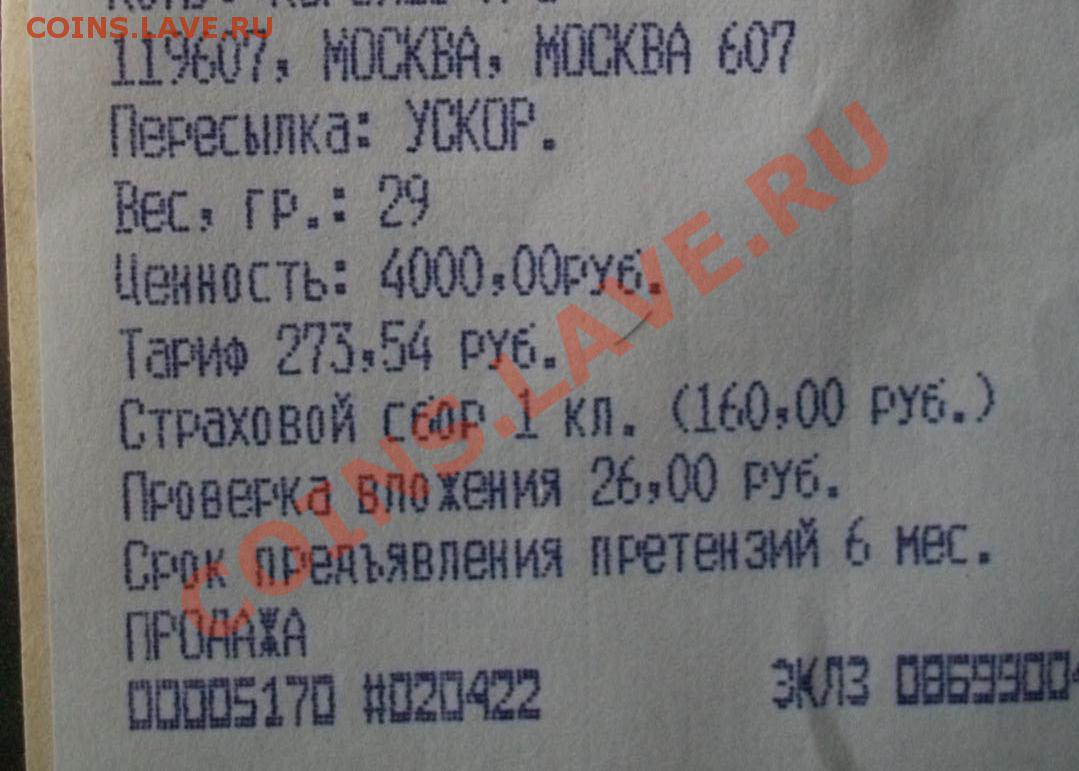 COINS.LAVE.RU
119607, МОСКВА, МОСКВА 607
Пересылка: УСКОР.
Вес, гр.: 29
Ценность: 4000,00руб.
Тариф 273,54 руб.
Страховой сбор 1 кл. (160,00 руб.)
Проверка вложения 26,00 руб.
Срок предъявления претензий 6 мес.
ПРОДАЖА
00005170 #020422 ЭКЛЗ 08699004
COINS.LAVE.RU